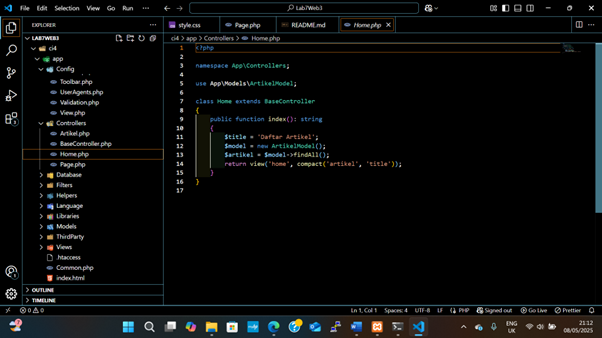 File Edit Selection View Go Run ...
Lab7Web3
EXPLORER
LAB7WEB3
ci4
app
Config
Toolbar.php
UserAgents.php
Validation.php
View.php
Controllers
Artikel.php
BaseController.php
Home.php
Page.php
Database
Filters
Helpers
Language
Libraries
Models
ThirdParty
Views
.htaccess
Common.php
index.html
OUTLINE
TIMELINE
style.css Page.php README.md Home.php
ci4 > app > Controllers > Home.php
1 <?php
2
3 namespace App\Controllers;
4
5 use App\Models\ArtikelModel;
6
7 class Home extends BaseController
8 {
9 public function index(): string
10 {
11 $title = 'Daftar Artikel';
12 $model = new ArtikelModel();
13 $artikel = $model->findAll();
14 return view('home', compact('artikel', 'title'));
15 }
16 }
17
0 0
Ln 1, Col 1 Spaces: 4 UTF-8 LF PHP Signed out Go Live Prettier
ENG
UK
21:12
08/05/2025